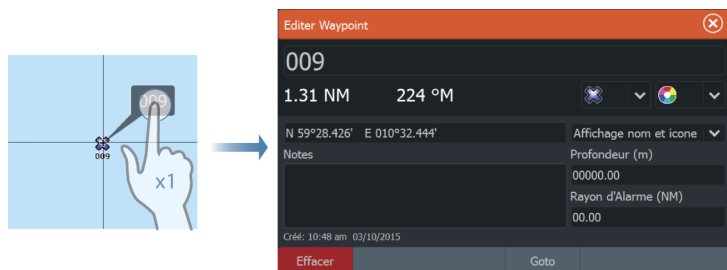 009
009
x1
Editer Waypoint
009
1.31 NM 224 °M
N 59°28.426' E 010°32.444' Affichage nom et icone
Notes Profondeur (m)
00000.00
Rayon d'Alarme (NM)
00.00
Créé: 10:48 am 03/10/2015
Effacer Goto